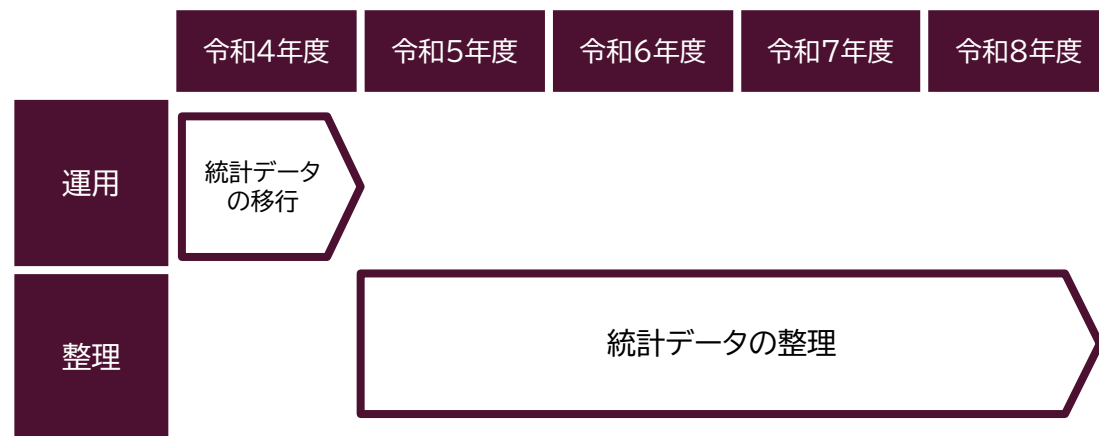 令和4年度
令和5年度
令和6年度
令和7年度
令和8年度
運用
統計データ
の移行
整理
統計データの整理